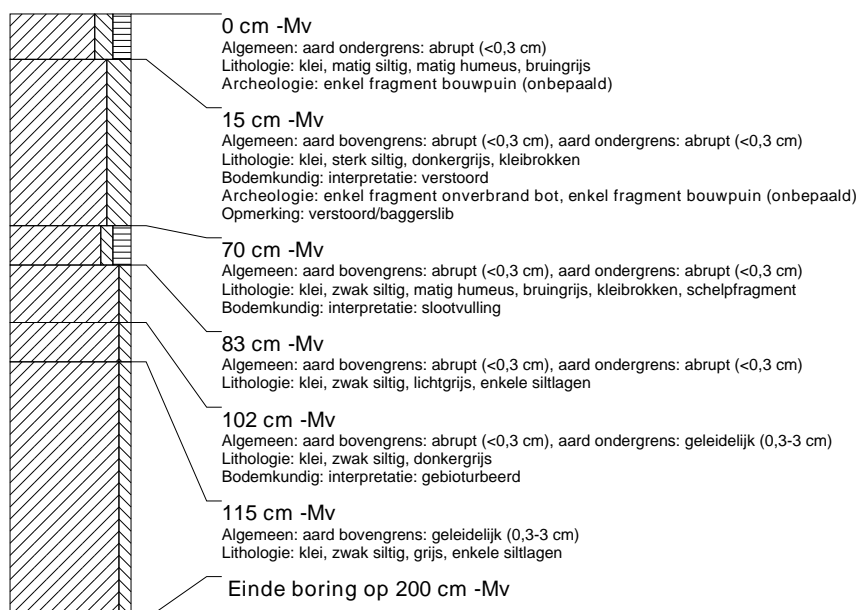 0 cm -Mv
Algemeen: aard ondergrens: abrupt (<0,3 cm)
Lithologie: klei, matig siltig, matig humeus, bruingrijs
Archeologie: enkel fragment bouwpuin (onbepaald)
15 cm -Mv
Algemeen: aard bovengrens: abrupt (<0,3 cm), aard ondergrens: abrupt (<0,3 cm)
Lithologie: klei, sterk siltig, donkergrijs, kleibrokken
Bodemkundig: interpretatie: verstoord
Archeologie: enkel fragment onverbrand bot, enkel fragment bouwpuin (onbepaald)
Opmerking: verstoord/baggerslib
70 cm -Mv
Algemeen: aard bovengrens: abrupt (<0,3 cm), aard ondergrens: abrupt (<0,3 cm)
Lithologie: klei, zwak siltig, matig humeus, bruingrijs, kleibrokken, schelpfragment
Bodemkundig: interpretatie: slootvulling
83 cm -Mv
Algemeen: aard bovengrens: abrupt (<0,3 cm), aard ondergrens: abrupt (<0,3 cm)
Lithologie: klei, zwak siltig, lichtgrijs, enkele siltlagen
102 cm -Mv
Algemeen: aard bovengrens: abrupt (<0,3 cm), aard ondergrens: geleidelijk (0,3-3 cm)
Lithologie: klei, zwak siltig, donkergrijs
Bodemkundig: interpretatie: gebioturbeerd
115 cm -Mv
Algemeen: aard bovengrens: geleidelijk (0,3-3 cm)
Lithologie: klei, zwak siltig, grijs, enkele siltlagen
Einde boring op 200 cm -Mv